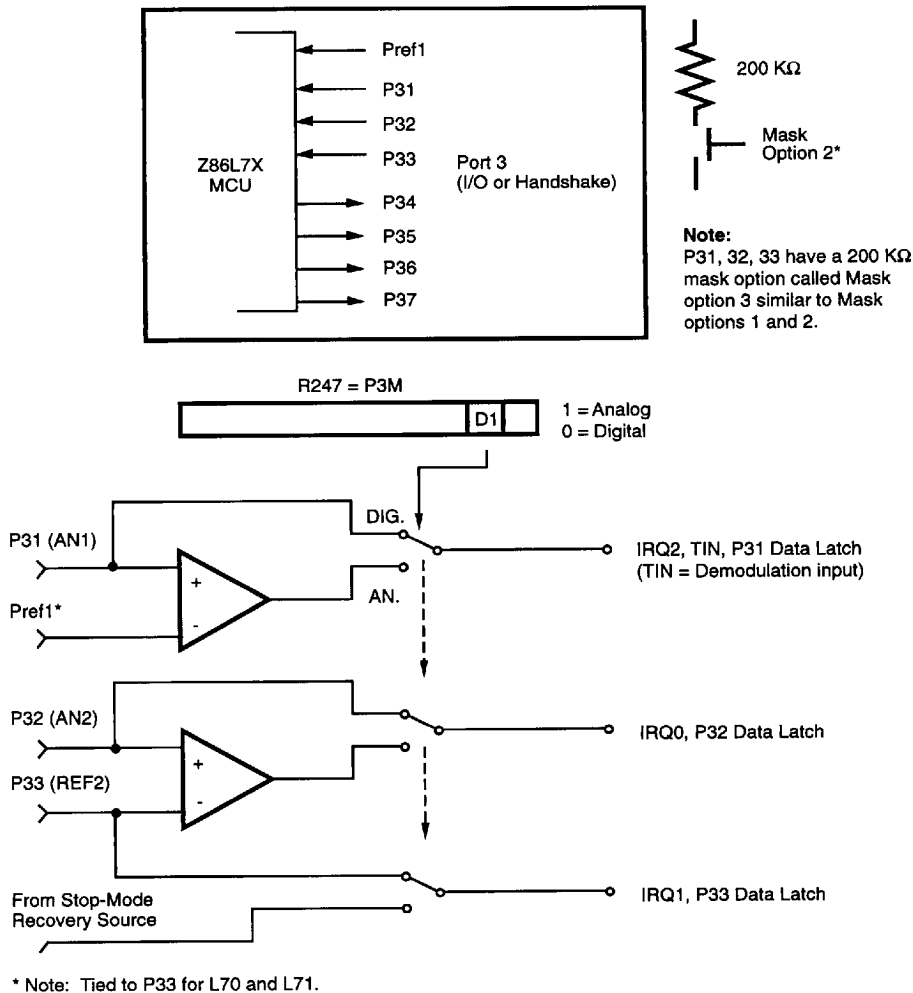 Pref1
P31
P32
P33
P34
P35
P36
P37
Z86L7X
MCU
Port 3
(I/O or Handshake)
200 KΩ
Mask
Option 2*
Note:
P31, 32, 33 have a 200 KΩ
mask option called Mask
option 3 similar to Mask
options 1 and 2.
R247 = P3M
D1
1 = Analog
0 = Digital
DIG.
P31 (AN1)
+
IRQ2, TIN, P31 Data Latch
(TIN = Demodulation input)
AN.
Pref1*
-
P32 (AN2)
+
IRQ0, P32 Data Latch
P33 (REF2)
-
From Stop-Mode
Recovery Source
IRQ1, P33 Data Latch
* Note: Tied to P33 for L70 and L71.